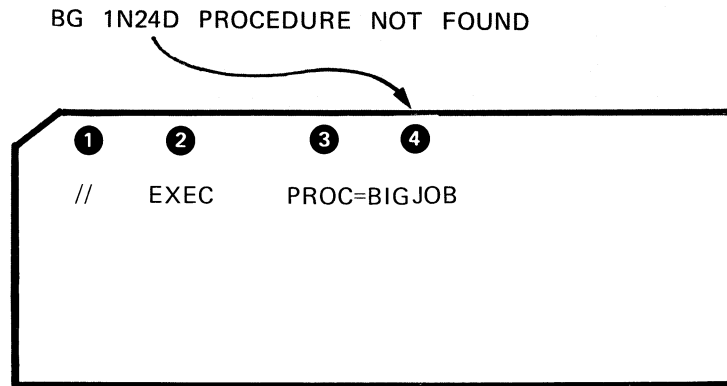 BG 1N24D PROCEDURE NOT FOUND
1 2 3 4
// EXEC PROC=BIGJOB